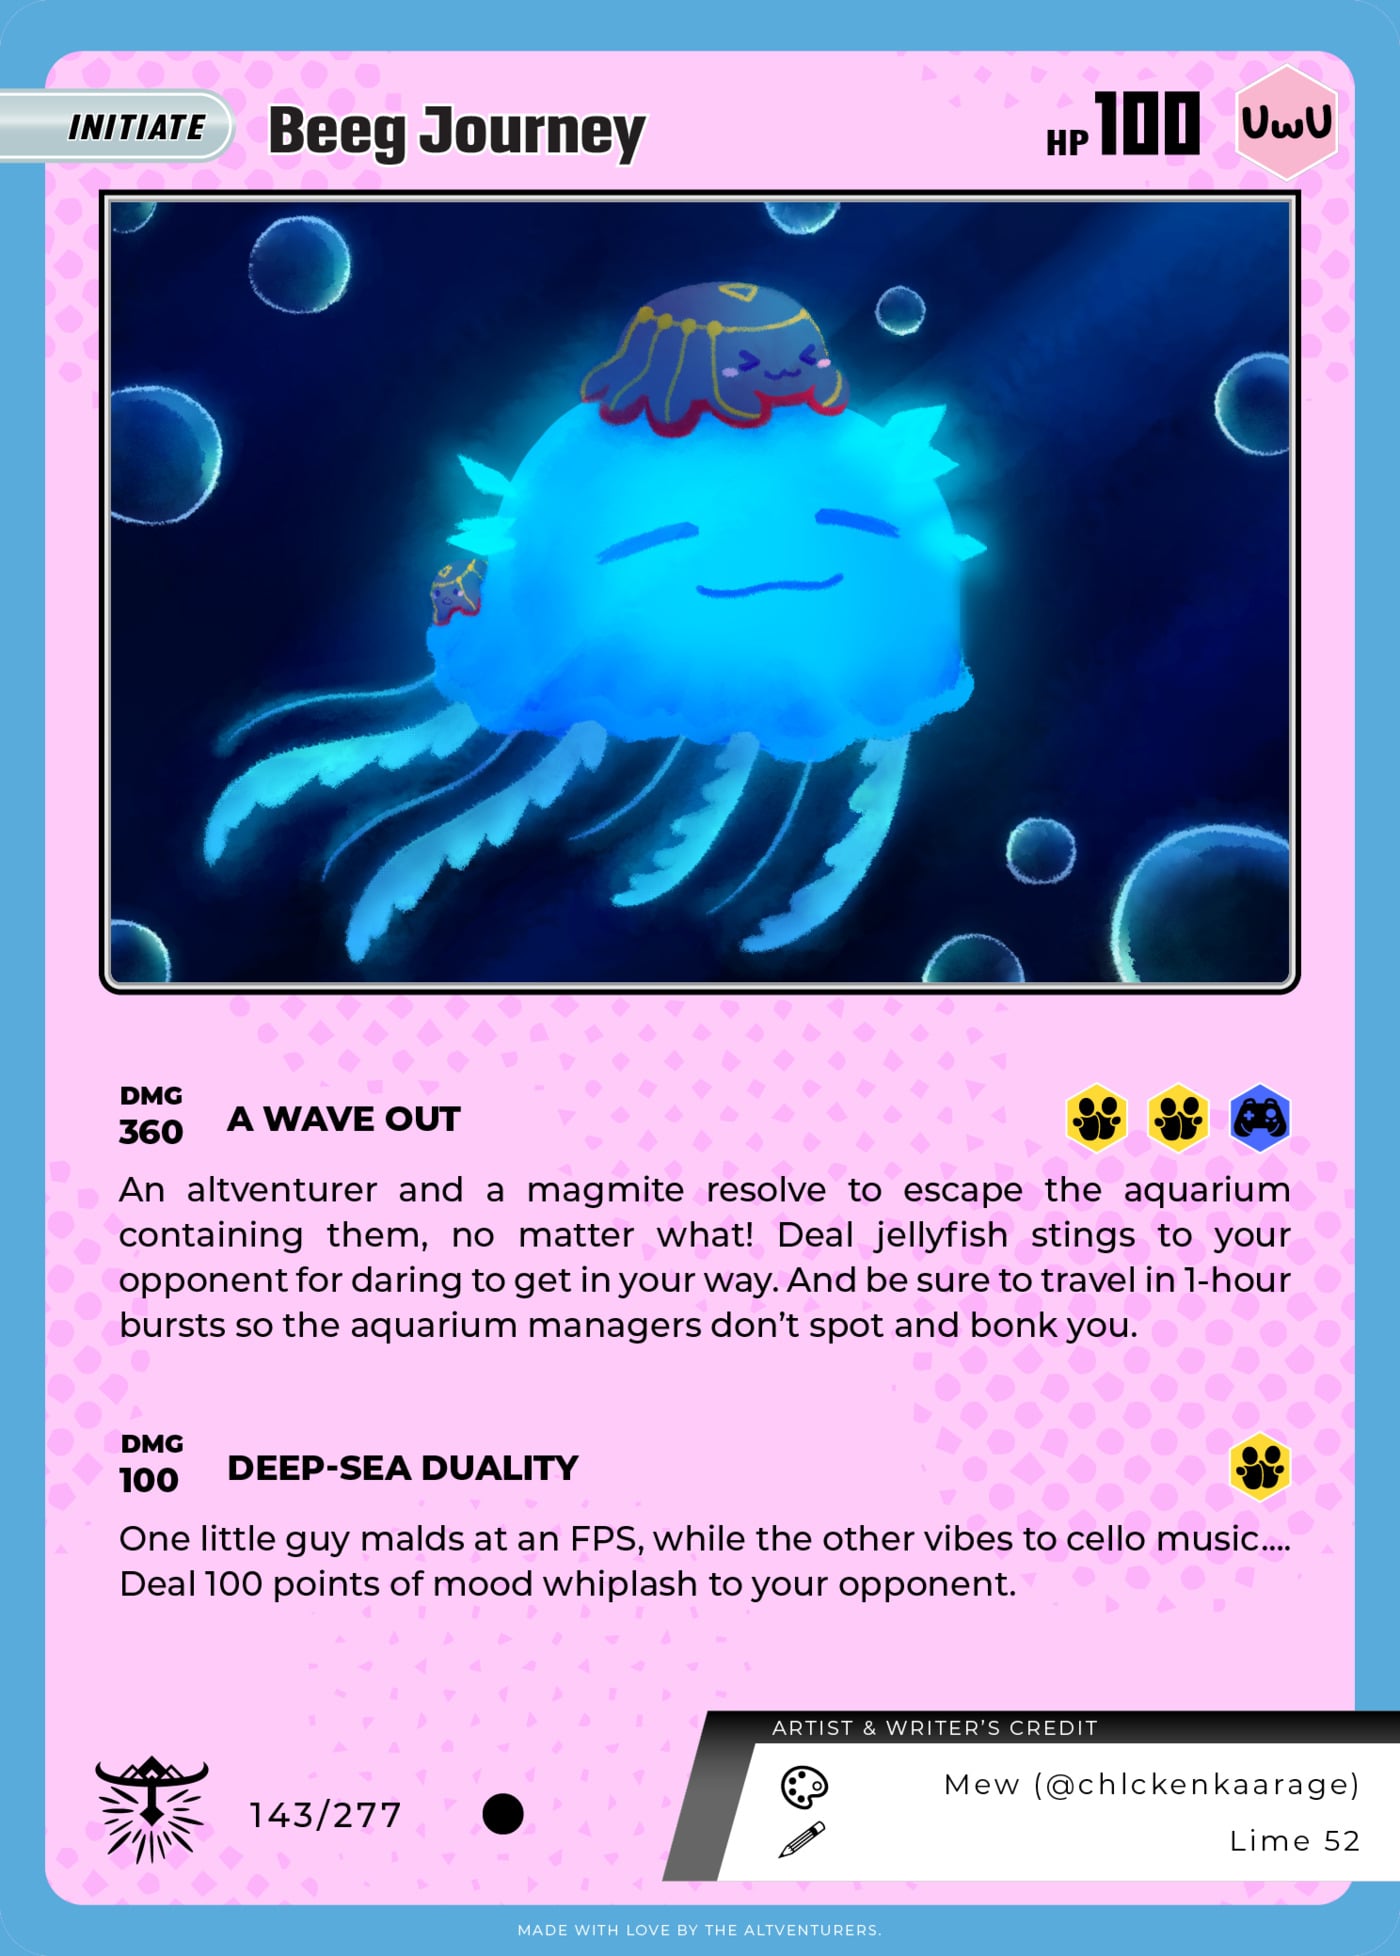 INITIATE
Beeg Journey
HP 100
UwU
DMG
360
A WAVE OUT
An altventurer and a magmite resolve to escape the aquarium
containing them, no matter what! Deal jellyfish stings to your
opponent for daring to get in your way. And be sure to travel in 1-hour
bursts so the aquarium managers don’t spot and bonk you.
DMG
100
DEEP-SEA DUALITY
One little guy malds at an FPS, while the other vibes to cello music....
Deal 100 points of mood whiplash to your opponent.
ARTIST & WRITER’S CREDIT
Mew (@chlckenkaarage)
Lime 52
143/277
MADE WITH LOVE BY THE ALTVENTURERS.